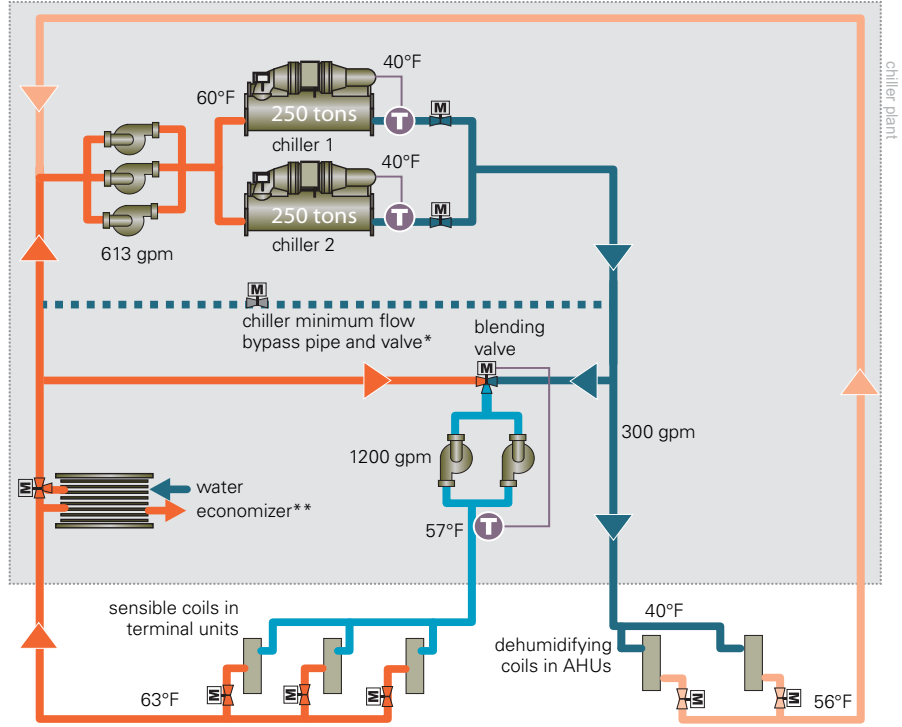 chiller plant
40°F
60°F
M
250 tons
T
chiller 1
40°F
M
250 tons
T
chiller 2
613 gpm
M
chiller minimum flow
bypass pipe and valve*
blending
valve
M
300 gpm
1200 gpm
M
water
economizer**
57°F
T
sensible coils in
terminal units
40°F
dehumidifying
coils in AHUs
63°F
M
M
M
M
M
56°F